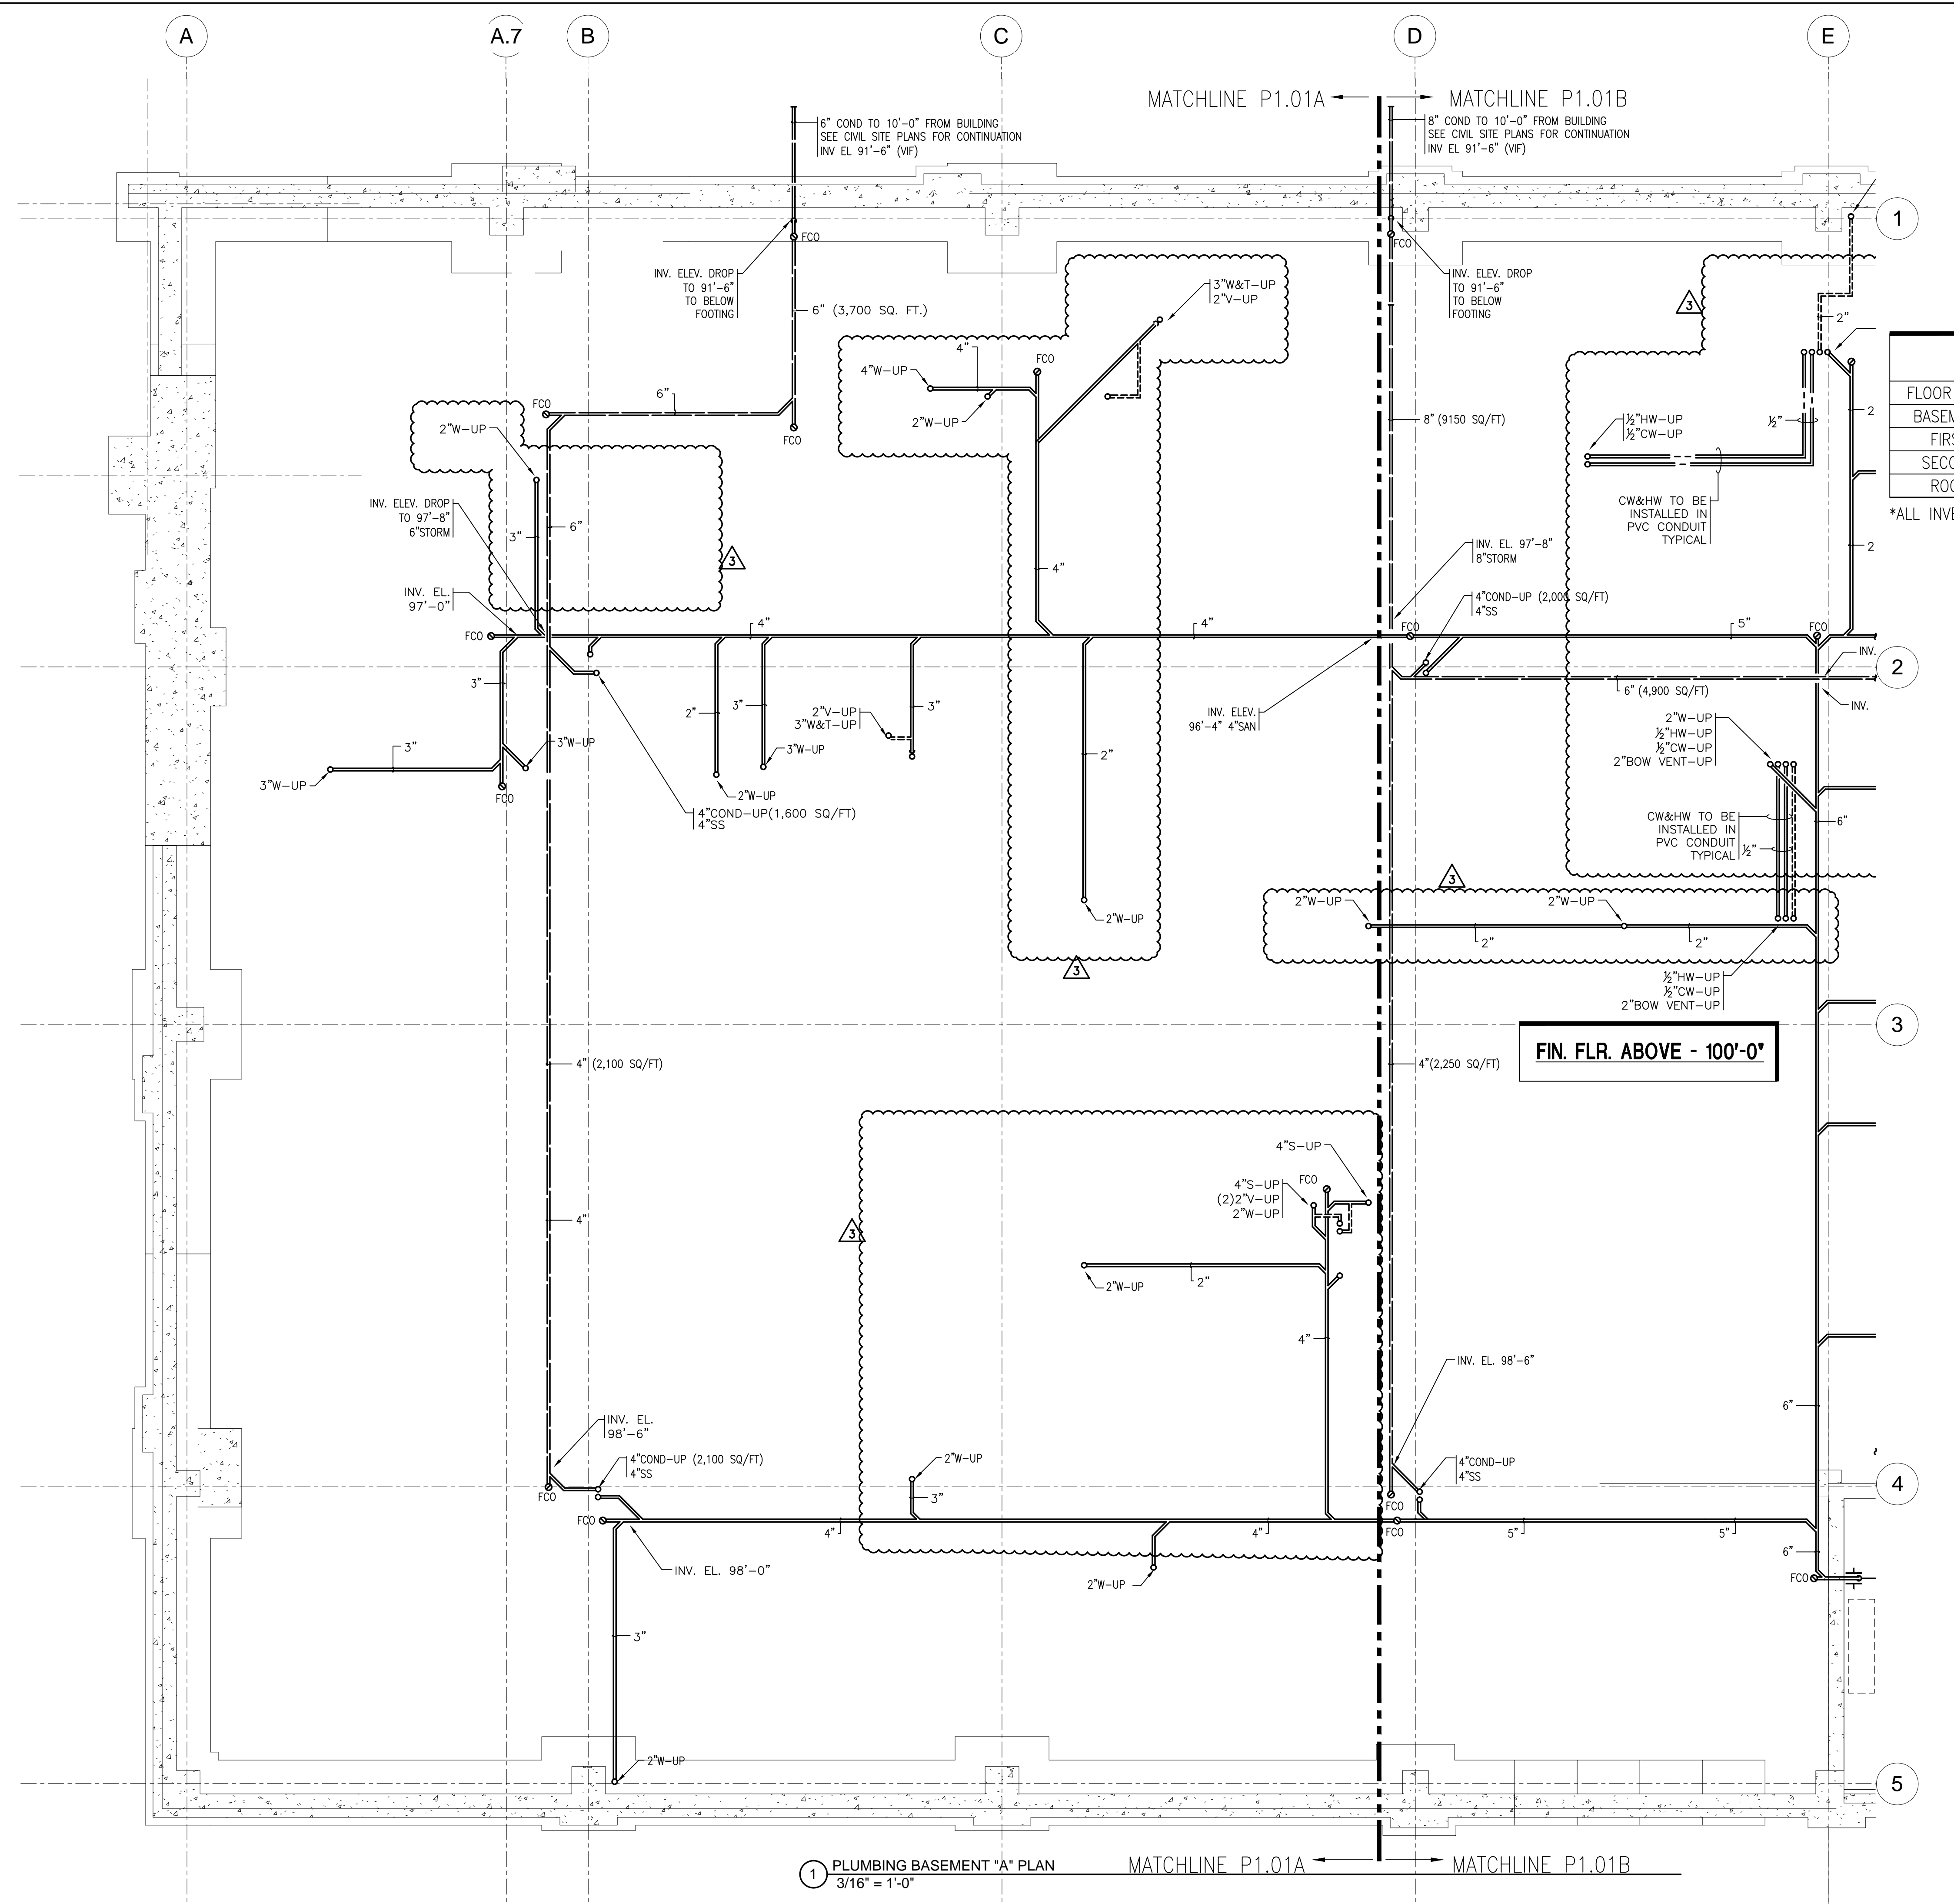 A
A.7
B
C
D
E
MATCHLINE P1.01A
MATCHLINE P1.01B
6" COND TO 10'-0" FROM BUILDING
SEE CIVIL SITE PLANS FOR CONTINUATION
INV EL 91'-6" (VIF)
8" COND TO 10'-0" FROM BUILDING
SEE CIVIL SITE PLANS FOR CONTINUATION
INV EL 91'-6" (VIF)
1
FCO
FCO
INV. ELEV. DROP
TO 91'-6"
TO BELOW
FOOTING
6" (3,700 SQ. FT.)
3"W&T-UP
2"V-UP
INV. ELEV. DROP
TO 91'-6"
TO BELOW
FOOTING
3
2"
4"
FCO
4"W-UP
2"W-UP
6"
FCO
FCO
2"W-UP
8" (9150 SQ/FT)
½"HW-UP
½"CW-UP
½"
2
FLOOR
BASEM
FIRS
SECO
ROO
*ALL INVE
CW&HW TO BE
INSTALLED IN
PVC CONDUIT
TYPICAL
2
INV. ELEV. DROP
TO 97'-8"
6"STORM
3"
6"
3
4"
INV. EL. 97'-8"
8"STORM
INV. EL.
97'-0"
4"COND-UP (2,000 SQ/FT)
4"SS
FCO
4"
4"
FCO
5"
FCO
INV.
2
3"
6" (4,900 SQ/FT)
INV.
INV. ELEV.
96'-4" 4"SAN
2"
3"
2"V-UP
3"W&T-UP
3"
2"W-UP
½"HW-UP
½"CW-UP
2"BOW VENT-UP
3"
3"W-UP
3"W-UP
2"
3"W-UP
FCO
2"W-UP
4"COND-UP(1,600 SQ/FT)
4"SS
CW&HW TO BE
INSTALLED IN
PVC CONDUIT
TYPICAL
½"
6"
3
2"W-UP
2"W-UP
2"W-UP
2"
2"
3
½"HW-UP
½"CW-UP
2"BOW VENT-UP
3
FIN. FLR. ABOVE - 100'-0"
4" (2,100 SQ/FT)
4"(2,250 SQ/FT)
4"S-UP
4"S-UP
(2)2"V-UP
2"W-UP
FCO
4"
3
2"W-UP
2"
4"
INV. EL. 98'-6"
6"
INV. EL.
98'-6"
4"COND-UP (2,100 SQ/FT)
4"SS
2"W-UP
4"COND-UP
4"SS
4
FCO
3"
FCO
FCO
4"
4"
FCO
5"
5"
INV. EL. 98'-0"
2"W-UP
6"
FCO
3"
2"W-UP
5
1
PLUMBING BASEMENT "A" PLAN
3/16" = 1'-0"
MATCHLINE P1.01A
MATCHLINE P1.01B